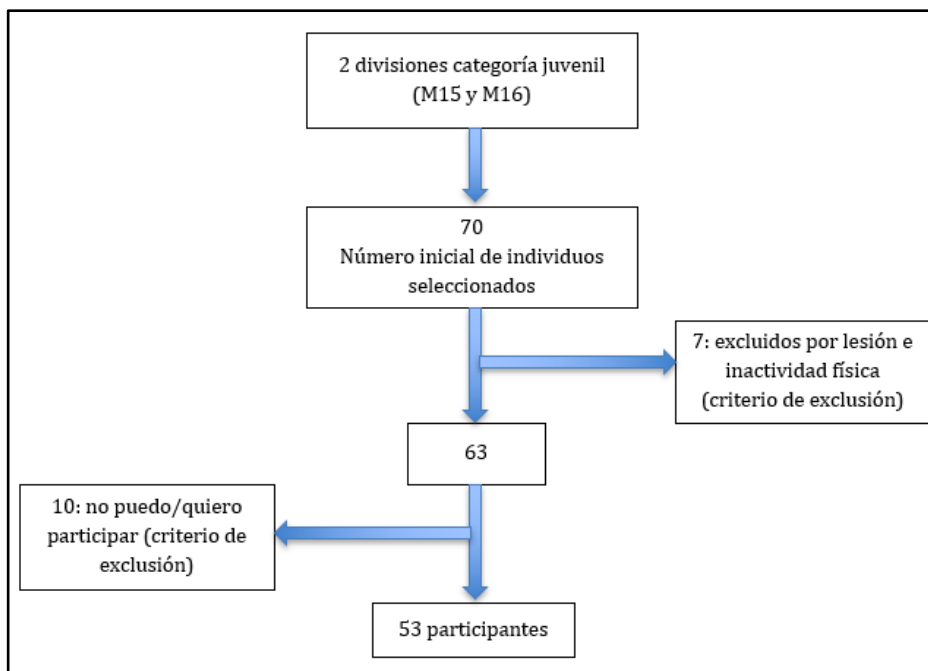 2 divisiones categoría juvenil
(M15 y M16)
70
Número inicial de individuos
seleccionados
7: excluidos por lesión e
inactividad física
(criterio de exclusión)
63
10: no puedo/quiero
participar (criterio de
exclusión)
53 participantes